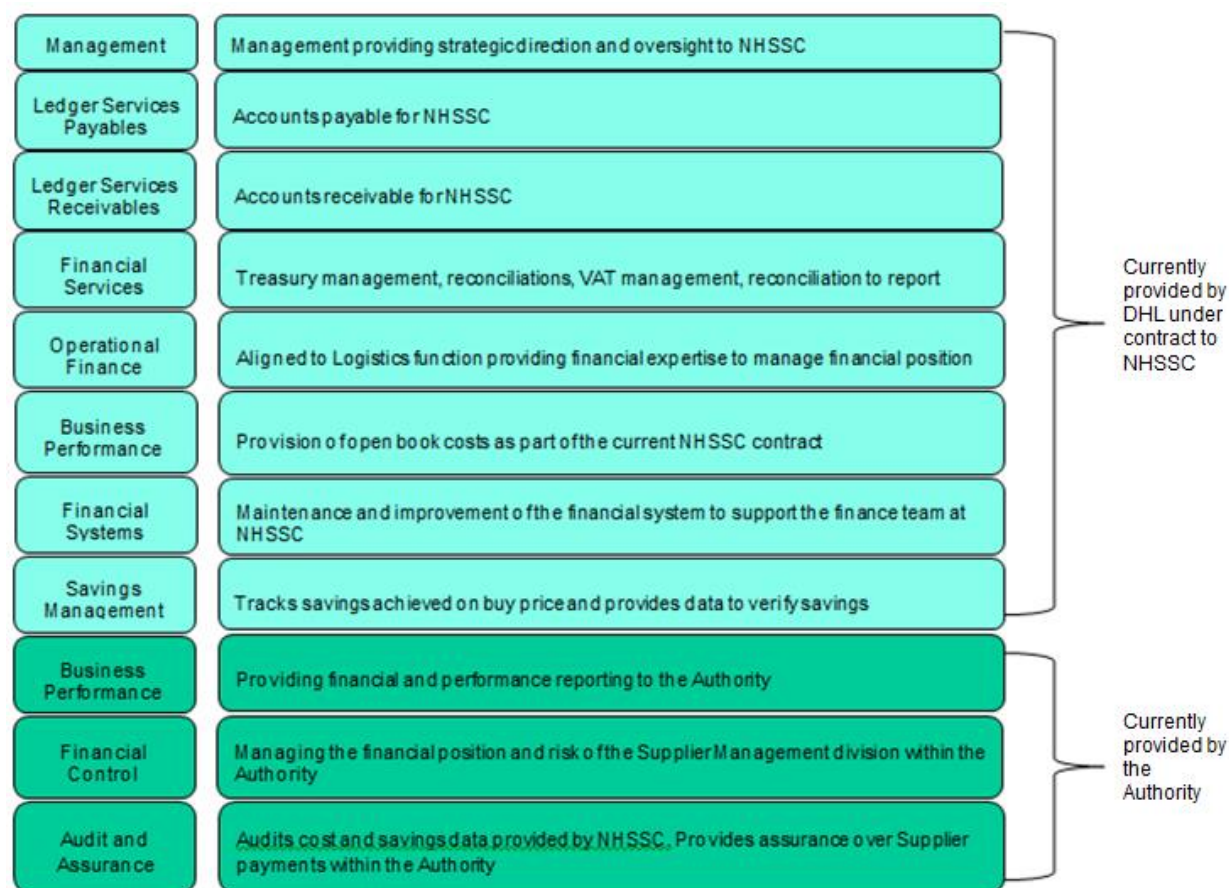 Management
Management providing strategic direction and oversight to NHSSC
Ledger Services
Payables
Accounts payable for NHSSC
Ledger Services
Receivables
Accounts receivable for NHSSC
Financial
Services
Treasury management, reconciliations, VAT management, reconciliation to report
Operational
Finance
Aligned to Logistics function providing financial expertise to manage financial position
Business
Performance
Provision of open book costs as part of the current NHSSC contract
Financial
Systems
Maintenance and improvement of the financial system to support the finance team at
NHSSC
Savings
Management
Tracks savings achieved on buy price and provides data to verify savings
Currently
provided by
DHL under
contract to
NHSSC
Business
Performance
Providing financial and performance reporting to the Authority
Financial
Control
Managing the financial position and risk of the Supplier Management division within the
Authority
Audit and
Assurance
Audits cost and savings data provided by NHSSC. Provides assurance over Supplier
payments within the Authority
Currently
provided by
the
Authority